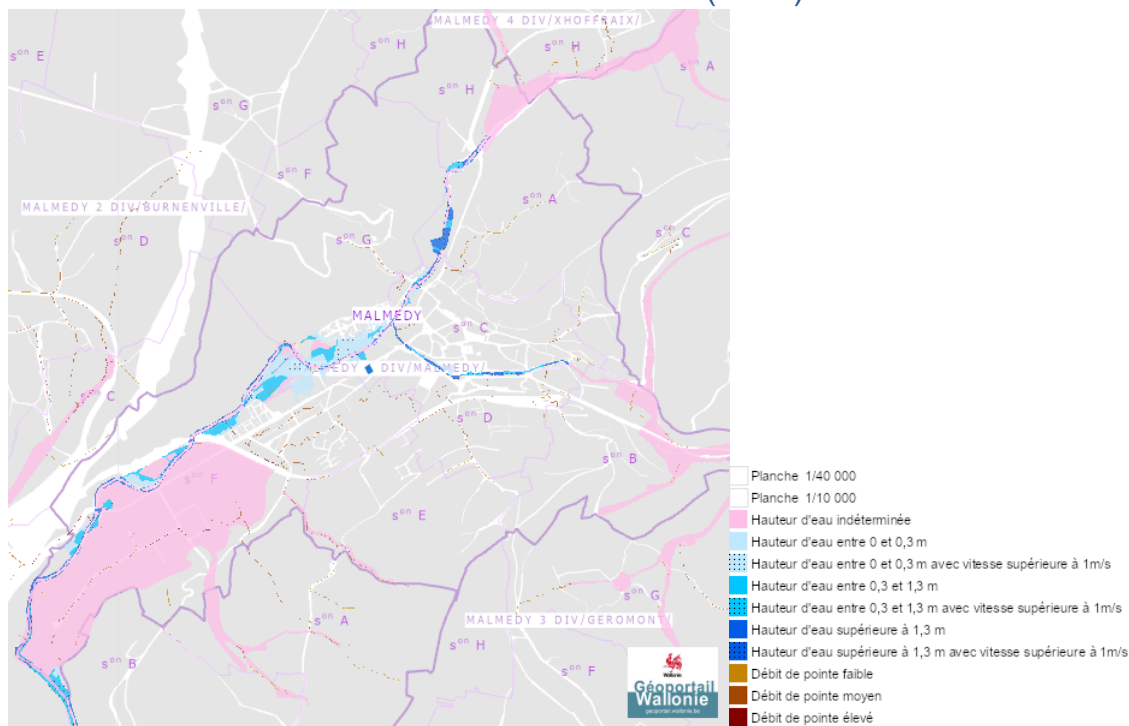 MALMEDY 4 DIV/XHOFFRAIX/
sᵒⁿ E
sᵒⁿ H
sᵒⁿ H
sᵒⁿ A
sᵒⁿ H
sᵒⁿ G
sᵒⁿ F
sᵒⁿ A
MALMEDY 2 DIV/BURNENVILLE/
sᵒⁿ D
sᵒⁿ G
sᵒⁿ C
MALMEDY
sᵒⁿ C
DIV/MALMEDY/
sᵒⁿ C
sᵒⁿ D
sᵒⁿ B
sᵒⁿ F
sᵒⁿ E
sᵒⁿ G
sᵒⁿ A
MALMEDY 3 DIV/GEROMONT/
sᵒⁿ H
sᵒⁿ B
sᵒⁿ F
Wallonie
Géoportail
Wallonie
geoportail.wallonie.be
Planche 1/40 000
Planche 1/10 000
Hauteur d'eau indéterminée
Hauteur d'eau entre 0 et 0,3 m
Hauteur d'eau entre 0 et 0,3 m avec vitesse supérieure à 1m/s
Hauteur d'eau entre 0,3 et 1,3 m
Hauteur d'eau entre 0,3 et 1,3 m avec vitesse supérieure à 1m/s
Hauteur d'eau supérieure à 1,3 m
Hauteur d'eau supérieure à 1,3 m avec vitesse supérieure à 1m/s
Débit de pointe faible
Débit de pointe moyen
Débit de pointe élevé